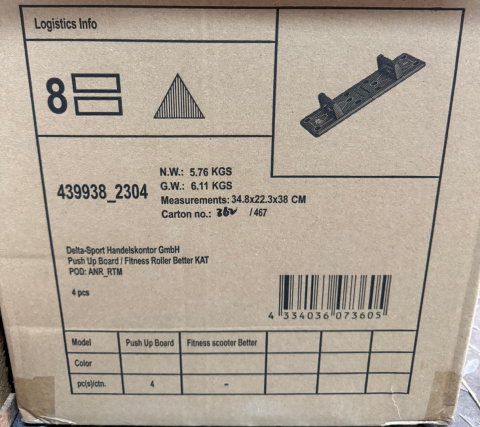 Logistics Info
8
439938_2304
N.W.: 5.76 KGS
G.W.: 6.11 KGS
Measurements: 34.8x22.3x38 CM
Carton no.: 382 /467
Delta-Sport Handelskontor GmbH
Push Up Board / Fitness Roller Better KAT
POD: ANR_RTM
4 pcs
4 334036 073605
Model Push Up Board Fitness scooter Better
Color
pc(s)/ctn. 4 –